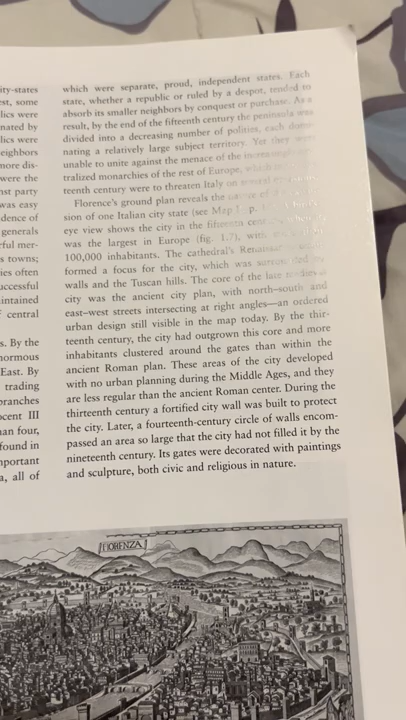 ity-states
est, some
lics were
nated by
lics were
eighbors
more dis-
were the
nst party
was easy
dence of
generals
rful mer-
s towns;
ies often
uccessful
intained
central
s. By the
normous
East. By
trading
branches
ocent III
an four,
found in
nportant
a, all of
which were separate, proud, independent states. Each
state, whether a republic or ruled by a despot, tended to
absorb its smaller neighbors by conquest or purchase. As a
result, by the end of the fifteenth century the peninsula was
divided into a decreasing number of polities, each domi-
nating a relatively large subject territory. Yet they were
unable to unite against the menace of the increasingly
tralized monarchies of the rest of Europe,
teenth century were to threaten Italy on
Florence's ground plan reveals the
sion of one Italian city state (see Map p.
eye view shows the city in the fifteenth
was the largest in Europe (fig. 1.7), with
100,000 inhabitants. The cathedral's Renaissance
formed a focus for the city, which was
walls and the Tuscan hills. The core of the late
city was the ancient city plan, with north–south and
east–west streets intersecting at right angles—an ordered
urban design still visible in the map today. By the thir-
teenth century, the city had outgrown this core and more
inhabitants clustered around the gates than within the
ancient Roman plan. These areas of the city developed
with no urban planning during the Middle Ages, and they
are less regular than the ancient Roman center. During the
thirteenth century a fortified city wall was built to protect
the city. Later, a fourteenth-century circle of walls encom-
passed an area so large that the city had not filled it by the
nineteenth century. Its gates were decorated with paintings
and sculpture, both civic and religious in nature.
FIORENZA